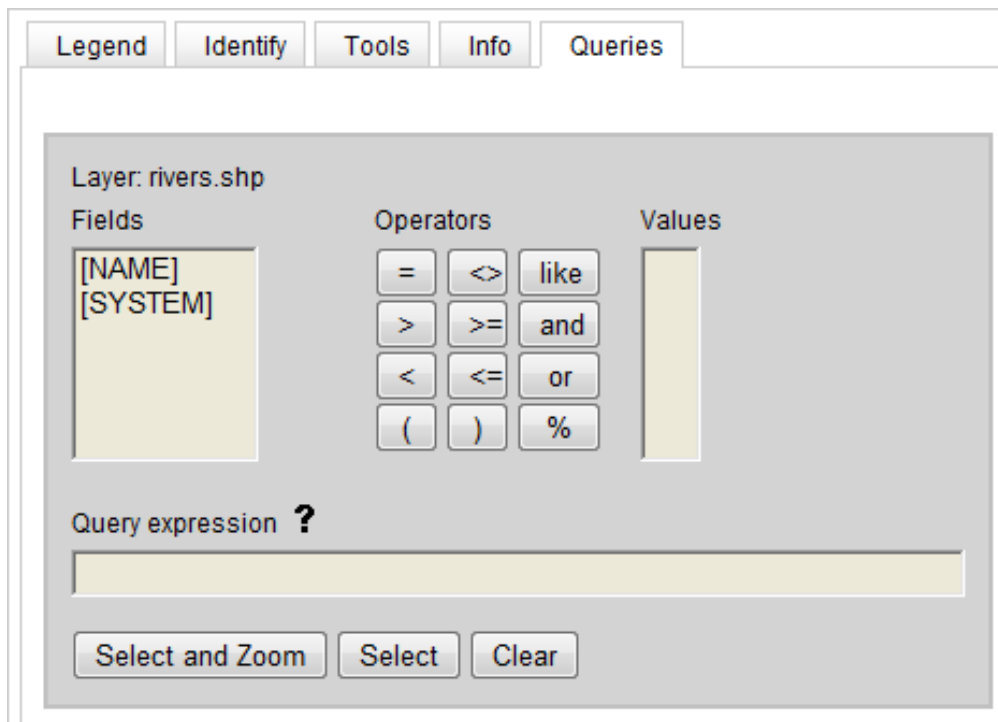 Legend Identify Tools Info Queries
Layer: rivers.shp
Fields Operators Values
[NAME] = <> like
[SYSTEM] > >= and
< <= or
( ) %
Query expression ?
Select and Zoom Select Clear